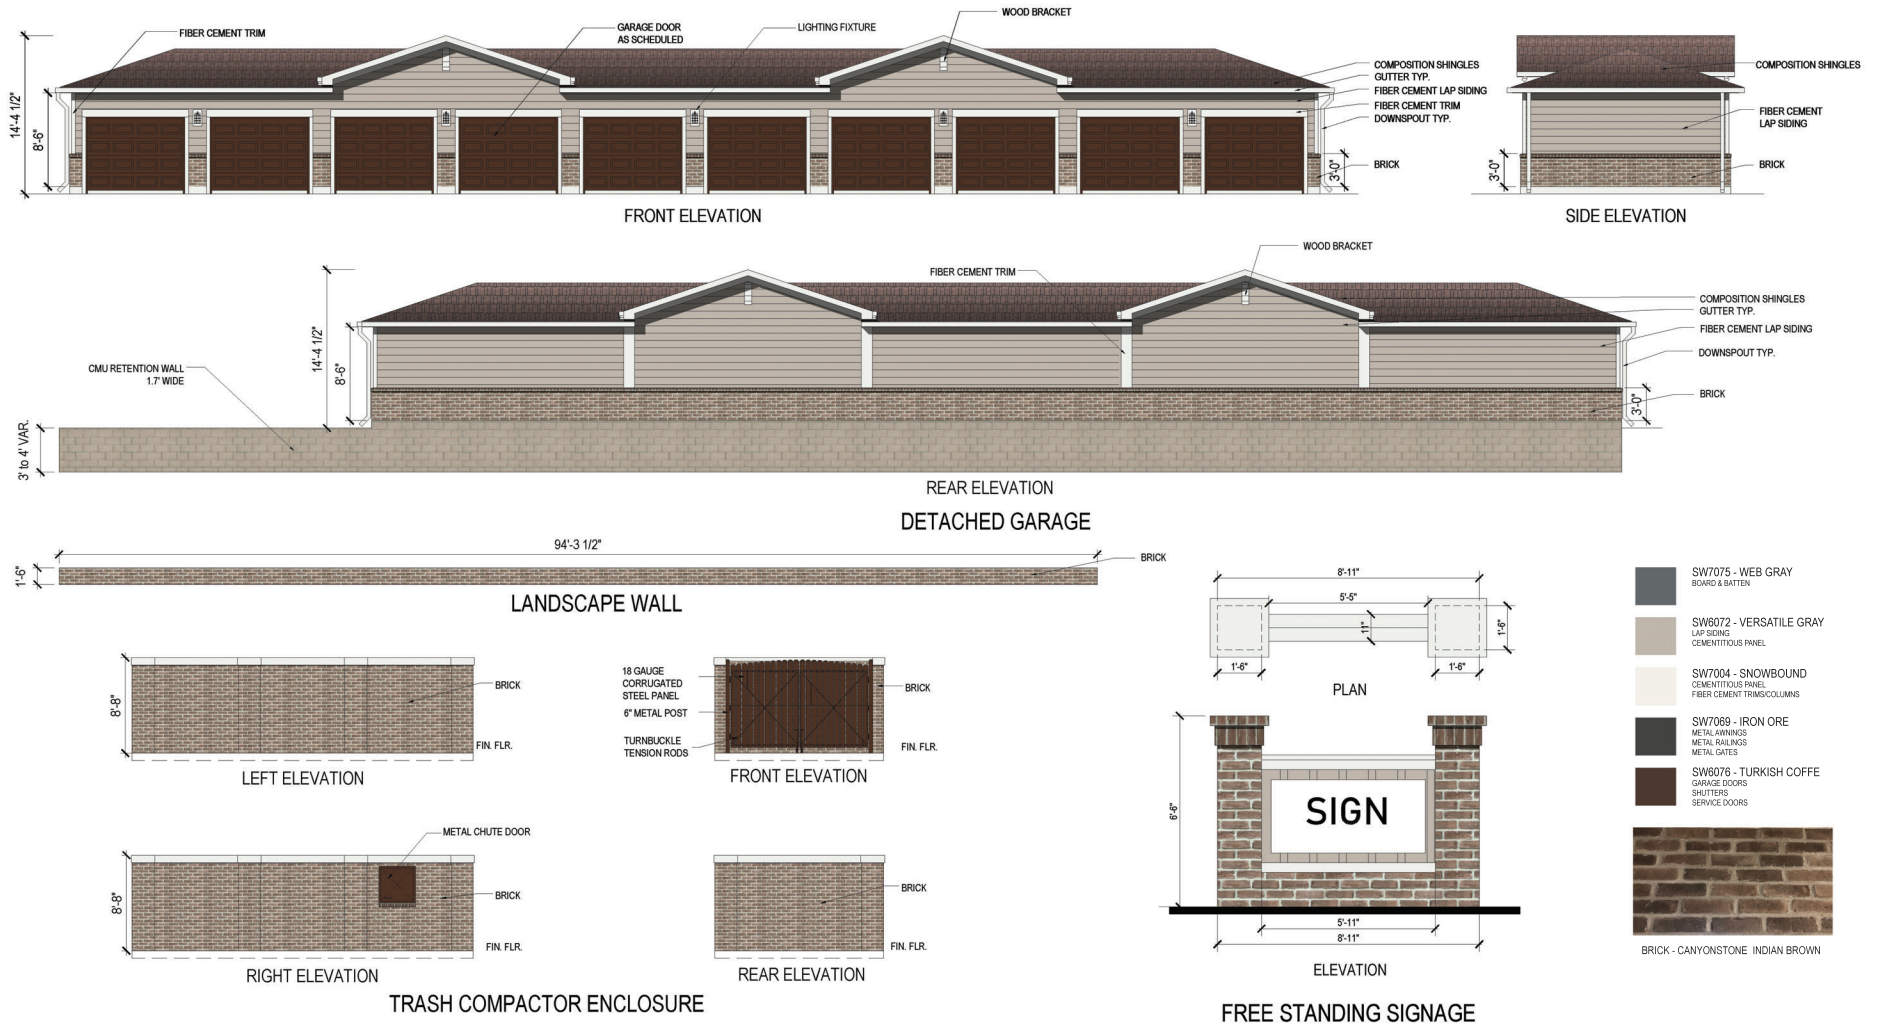 FIBER CEMENT TRIM
GARAGE DOOR
AS SCHEDULED
LIGHTING FIXTURE
WOOD BRACKET
COMPOSITION SHINGLES
GUTTER TYP.
FIBER CEMENT LAP SIDING
FIBER CEMENT TRIM
DOWNSPOUT TYP.
BRICK
14'-4 1/2"
8'-6"
3'-0"
FRONT ELEVATION
COMPOSITION SHINGLES
FIBER CEMENT
LAP SIDING
BRICK
3'-0"
SIDE ELEVATION
WOOD BRACKET
FIBER CEMENT TRIM
COMPOSITION SHINGLES
GUTTER TYP.
FIBER CEMENT LAP SIDING
DOWNSPOUT TYP.
BRICK
14'-4 1/2"
8'-6"
3'-0"
CMU RETENTION WALL
1.7' WIDE
3' to 4' VAR.
REAR ELEVATION
DETACHED GARAGE
94'-3 1/2"
1'-6"
BRICK
LANDSCAPE WALL
8'-8"
BRICK
FIN. FLR.
LEFT ELEVATION
18 GAUGE
CORRUGATED
STEEL PANEL
6" METAL POST
TURNBUCKLE
TENSION RODS
BRICK
FIN. FLR.
FRONT ELEVATION
8'-8"
METAL CHUTE DOOR
BRICK
FIN. FLR.
RIGHT ELEVATION
BRICK
FIN. FLR.
REAR ELEVATION
TRASH COMPACTOR ENCLOSURE
8'-11"
5'-5"
11"
1'-6"
1'-6"
1'-6"
PLAN
6'-6"
SIGN
5'-11"
8'-11"
ELEVATION
FREE STANDING SIGNAGE
SW7075 - WEB GRAY
BOARD & BATTEN
SW6072 - VERSATILE GRAY
LAP SIDING
CEMENTITIOUS PANEL
SW7004 - SNOWBOUND
CEMENTITIOUS PANEL
FIBER CEMENT TRIMS/COLUMNS
SW7069 - IRON ORE
METAL AWNINGS
METAL RAILINGS
METAL GATES
SW6076 - TURKISH COFFE
GARAGE DOORS
SHUTTERS
SERVICE DOORS
BRICK - CANYONSTONE INDIAN BROWN